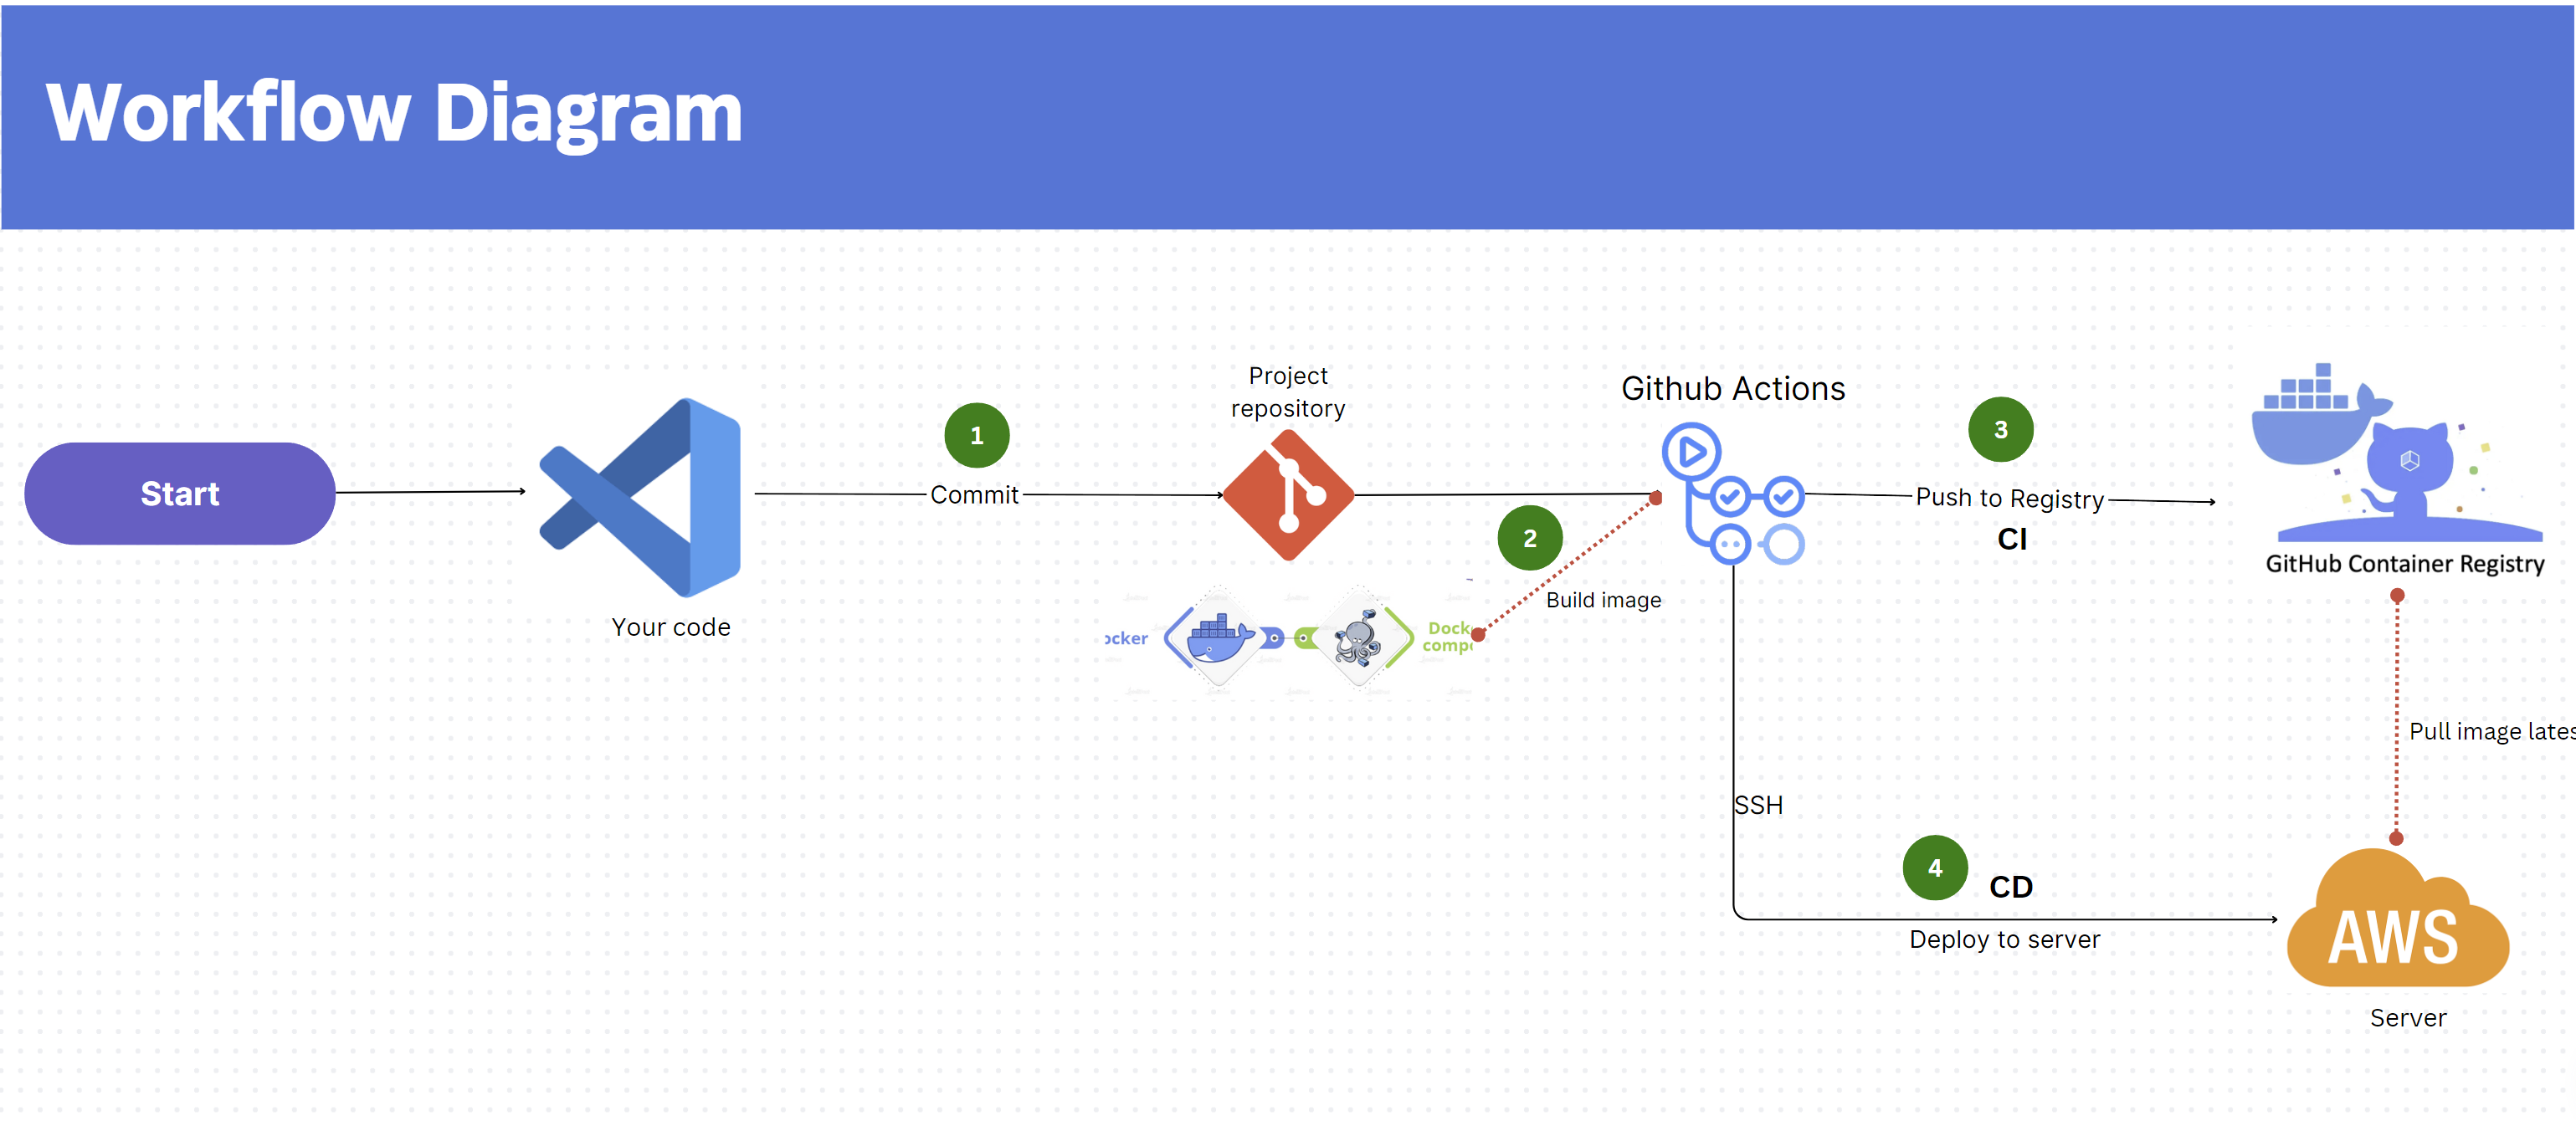 Workflow Diagram
Start
Your code
1
Commit
Project
repository
ocker
Dock
comp
2
Build image
Github Actions
3
Push to Registry
CI
GitHub Container Registry
Pull image lates
SSH
4
CD
Deploy to server
AWS
Server